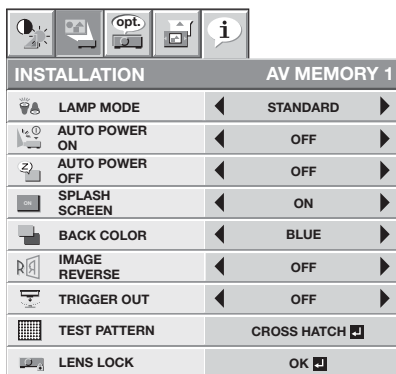 opt.
i
INSTALLATION AV MEMORY 1
LAMP MODE STANDARD
AUTO POWER
ON OFF
AUTO POWER
OFF OFF
ON SPLASH
SCREEN ON
BACK COLOR BLUE
IMAGE
REVERSE OFF
TRIGGER OUT OFF
TEST PATTERN CROSS HATCH
LENS LOCK OK